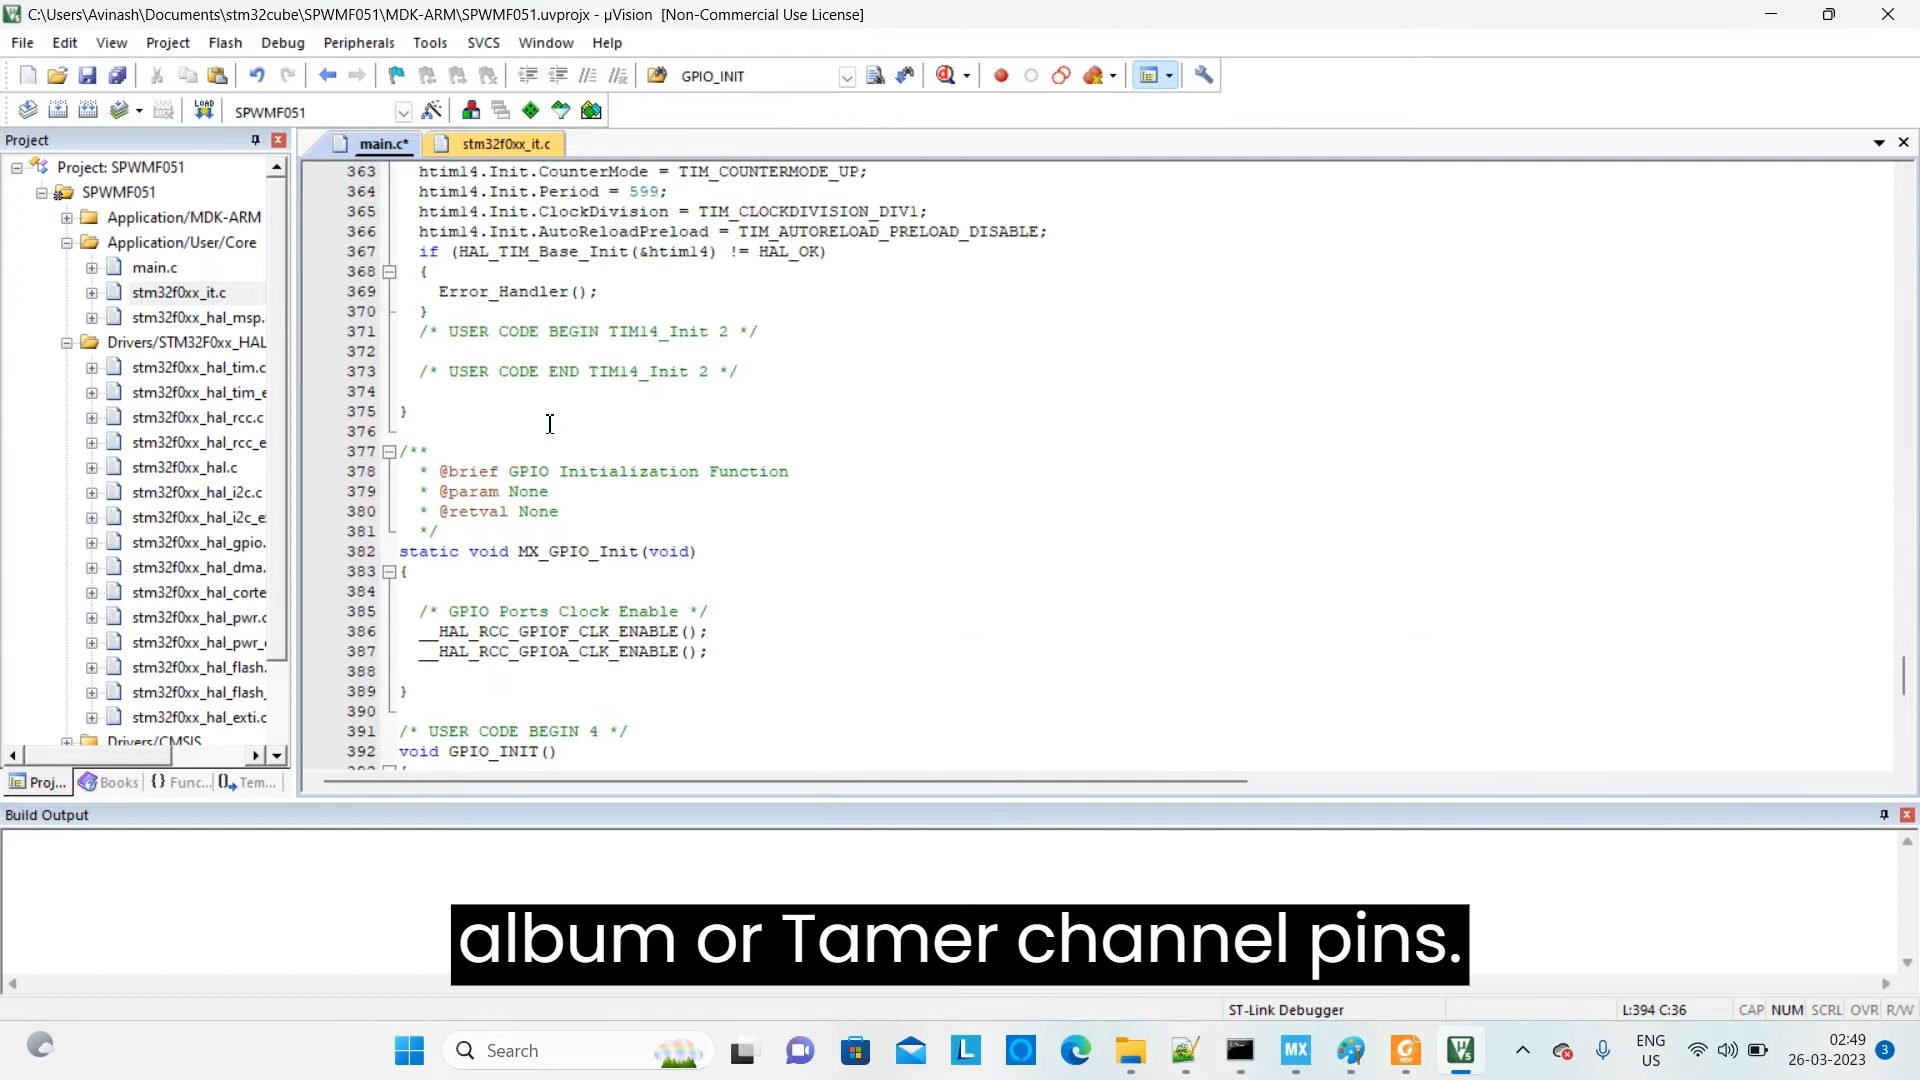 C:\Users\Avinash\Documents\stm32cube\SPWMF051\MDK-ARM\SPWMF051.uvprojx - µVision [Non-Commercial Use License]
File Edit View Project Flash Debug Peripherals Tools SVCS Window Help
GPIO_INIT
LOAD SPWMF051
Project
main.c* stm32f0xx_it.c
Project: SPWMF051
SPWMF051
Application/MDK-ARM
Application/User/Core
main.c
stm32f0xx_it.c
stm32f0xx_hal_msp.
Drivers/STM32F0xx_HAL
stm32f0xx_hal_tim.c
stm32f0xx_hal_tim_e
stm32f0xx_hal_rcc.c
stm32f0xx_hal_rcc_e
stm32f0xx_hal.c
stm32f0xx_hal_i2c.c
stm32f0xx_hal_i2c_e
stm32f0xx_hal_gpio.
stm32f0xx_hal_dma.
stm32f0xx_hal_corte
stm32f0xx_hal_pwr.c
stm32f0xx_hal_pwr_
stm32f0xx_hal_flash.
stm32f0xx_hal_flash_
stm32f0xx_hal_exti.c
Drivers/CMSIS
Proj... Books {} Func... Tem...
363 htim14.Init.CounterMode = TIM_COUNTERMODE_UP;
364 htim14.Init.Period = 599;
365 htim14.Init.ClockDivision = TIM_CLOCKDIVISION_DIV1;
366 htim14.Init.AutoReloadPreload = TIM_AUTORELOAD_PRELOAD_DISABLE;
367 if (HAL_TIM_Base_Init(&htim14) != HAL_OK)
368 {
369 Error_Handler();
370 }
371 /* USER CODE BEGIN TIM14_Init 2 */
372
373 /* USER CODE END TIM14_Init 2 */
374
375 }
376
377 /**
378 * @brief GPIO Initialization Function
379 * @param None
380 * @retval None
381 */
382 static void MX_GPIO_Init(void)
383 {
384
385 /* GPIO Ports Clock Enable */
386 __HAL_RCC_GPIOF_CLK_ENABLE();
387 __HAL_RCC_GPIOA_CLK_ENABLE();
388
389 }
390
391 /* USER CODE BEGIN 4 */
392 void GPIO_INIT()
Build Output
album or Tamer channel pins.
ST-Link Debugger L:394 C:36 CAP NUM SCRL OVR R/W
Search
ENG
US
02:49
26-03-2023
3